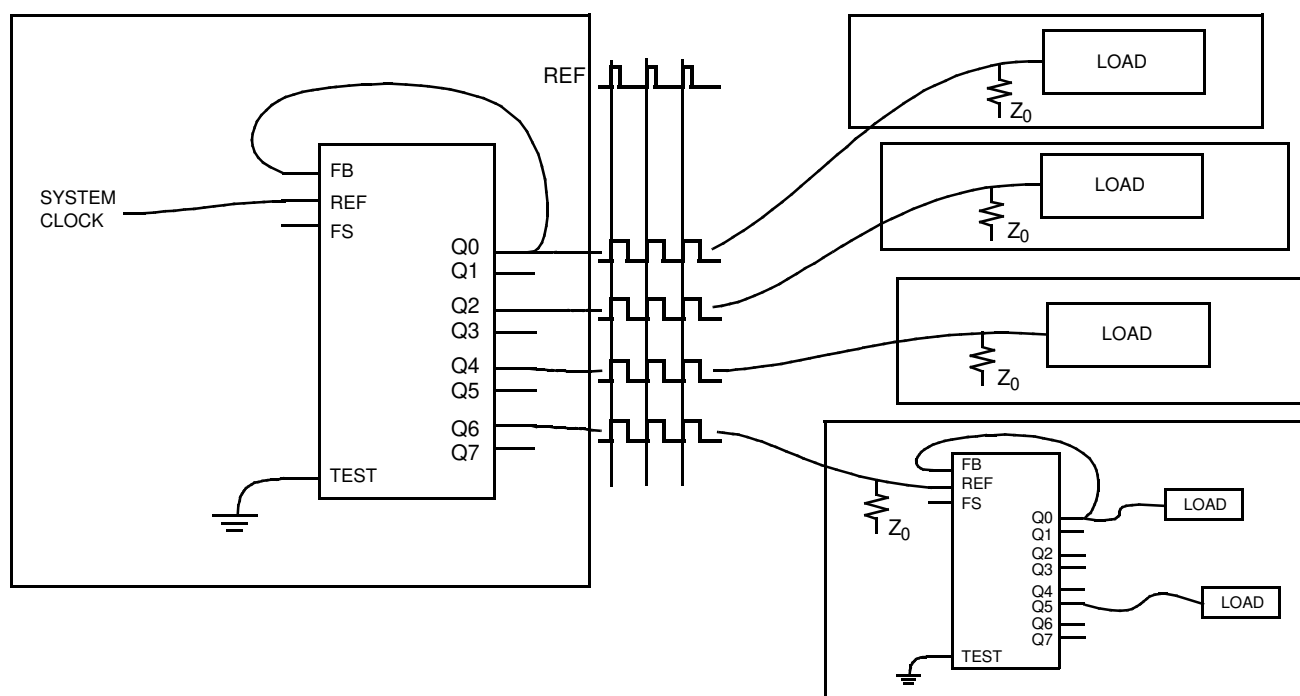 REF
LOAD
Z0
FB
SYSTEM
REF
CLOCK
FS
LOAD
Z0
Q0
Q1
Q2
Q3
LOAD
Z0
Q4
Q5
Q6
Q7
TEST
FB
REF
FS
Z0
Q0
Q1
Q2
Q3
Q4
Q5
Q6
Q7
TEST
LOAD
LOAD